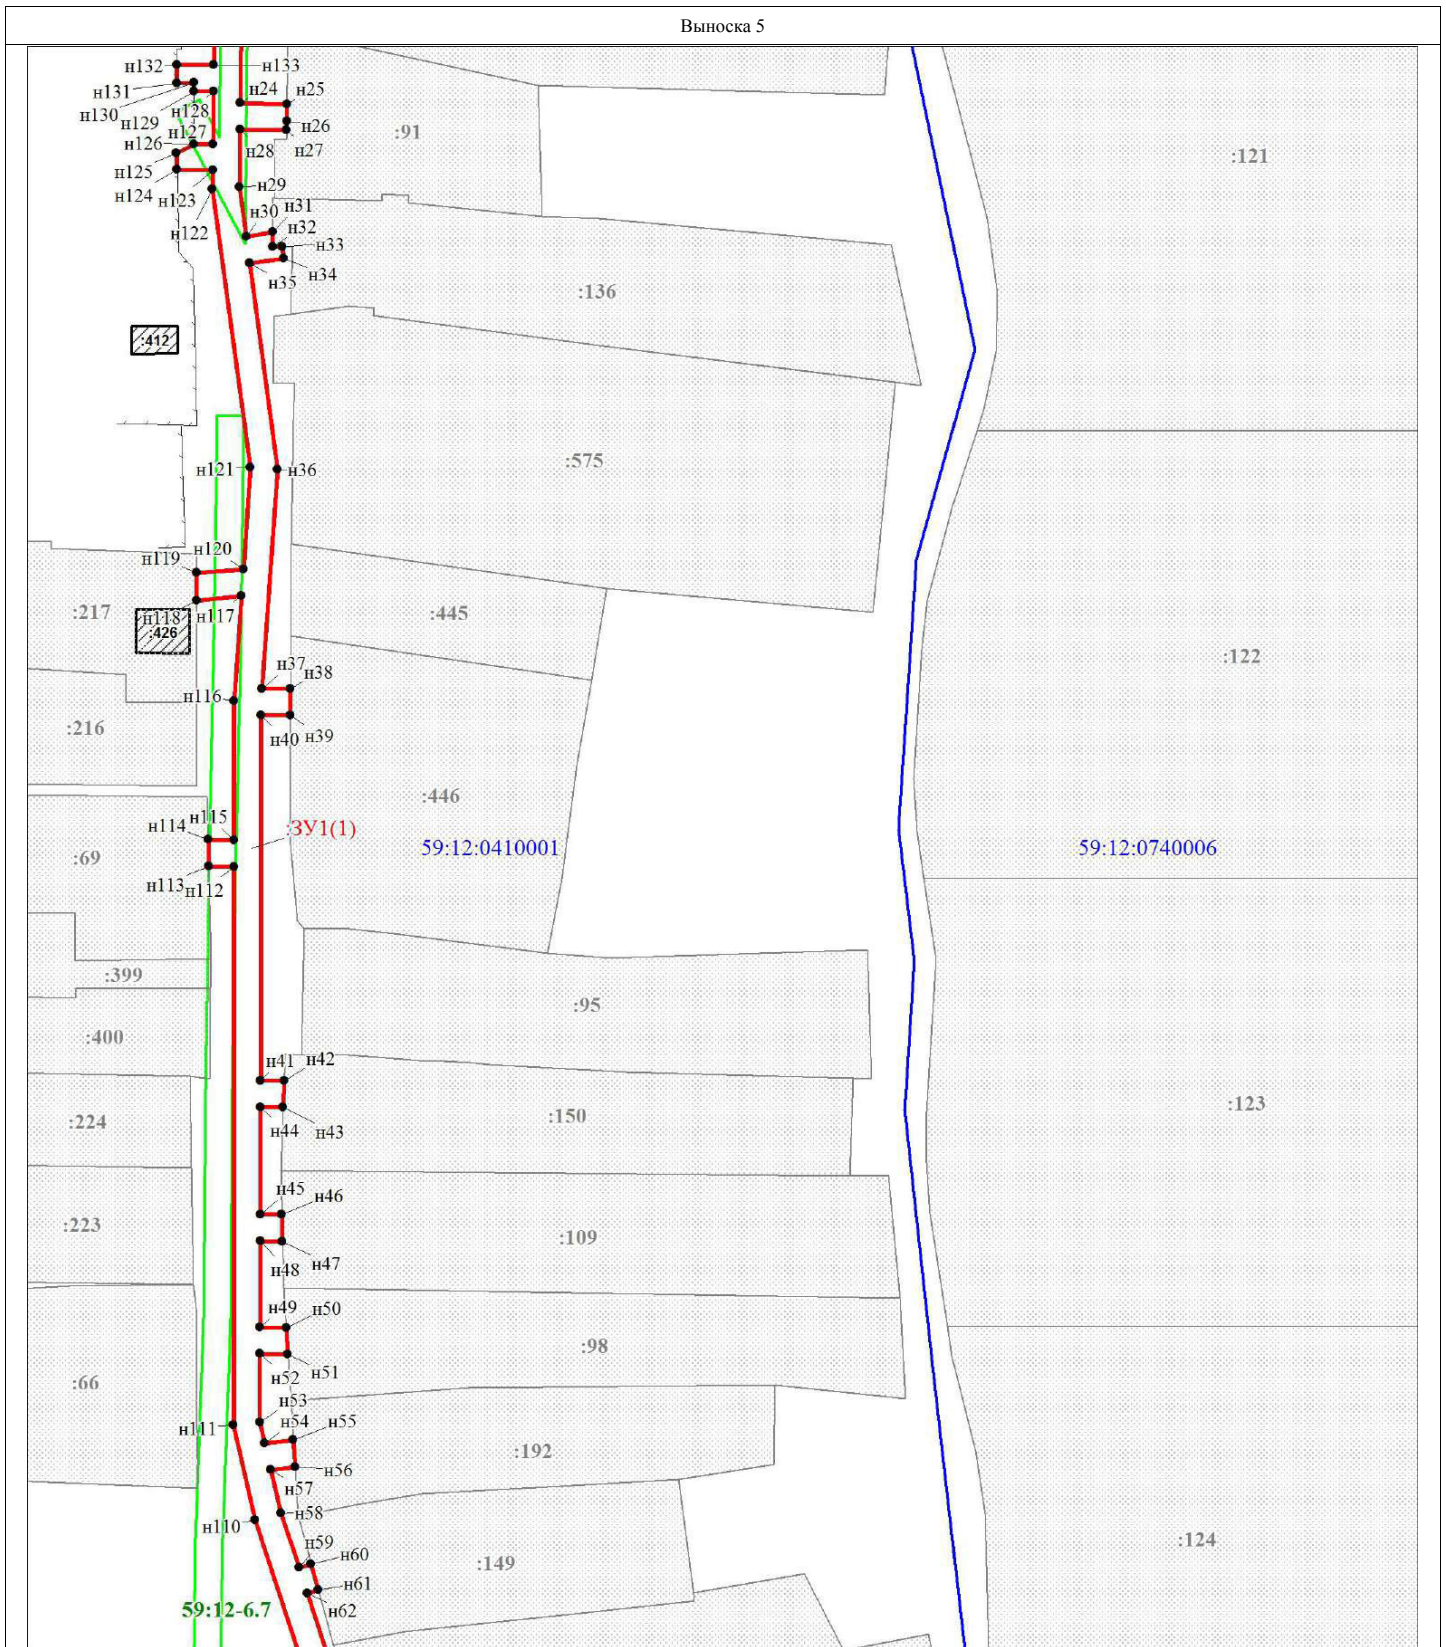 Выноска 5
н132
н133
н131
н24
н25
н130
н128
н129
н26
н127
:91
н126
н28
н27
:121
н125
н29
н124
н123
н30
н31
н122
н32
н33
н34
н35
:136
:412
:575
н121
н36
н120
н119
:217
н118
н117
:445
:426
:122
н37
н38
н116
:216
н40
н39
:446
н115
н114
:ЗУ1(1)
59:12:0410001
59:12:0740006
:69
н113
н112
:399
:95
:400
н41
н42
:123
:224
:150
н44
н43
н45
н46
:223
:109
н48
н47
н49
н50
:98
н51
н52
:66
н53
н54
н55
н111
:192
н56
н57
н58
н110
:124
н59
н60
:149
н61
59:12-6.7
н62